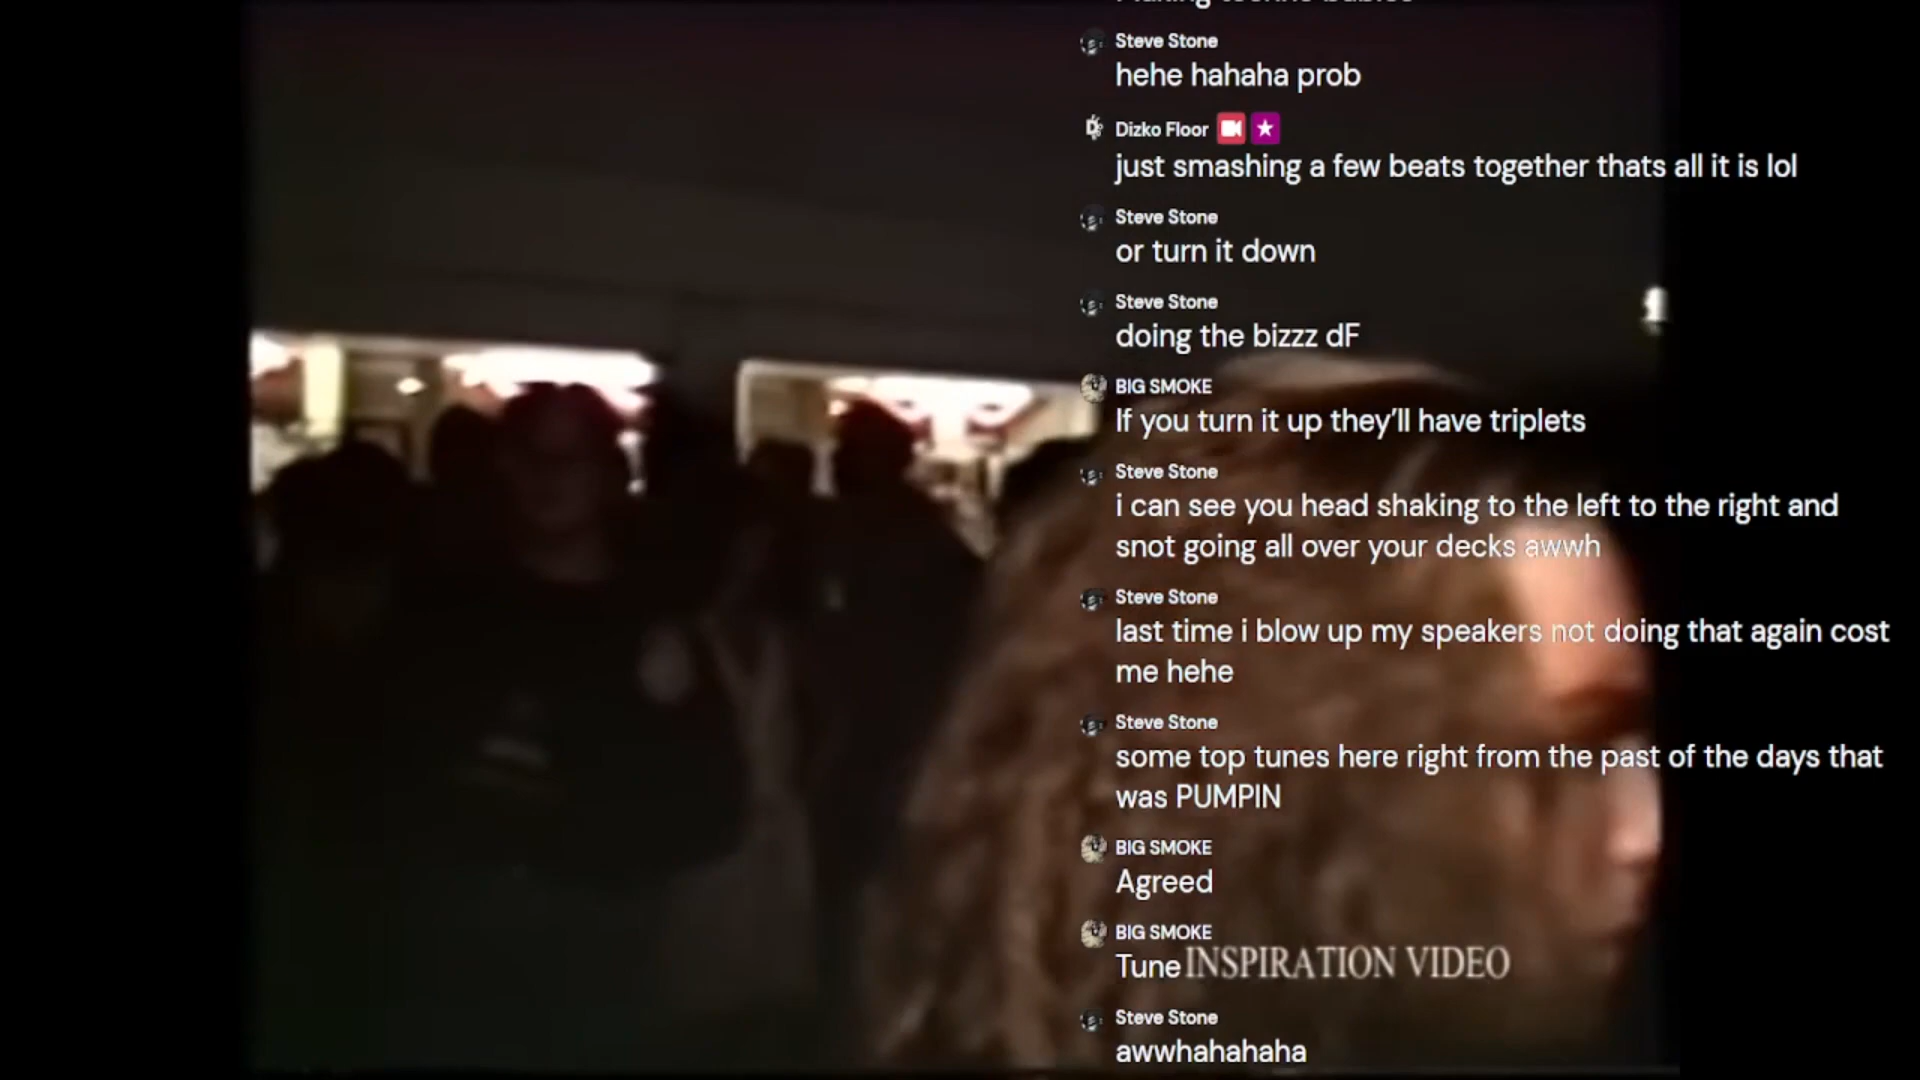 Making techno babies
Steve Stone
hehe hahaha prob
Dizko Floor
just smashing a few beats together thats all it is lol
Steve Stone
or turn it down
Steve Stone
doing the bizzz dF
BIG SMOKE
If you turn it up they’ll have triplets
Steve Stone
i can see you head shaking to the left to the right and
snot going all over your decks awwh
Steve Stone
last time i blow up my speakers not doing that again cost
me hehe
Steve Stone
some top tunes here right from the past of the days that
was PUMPIN
BIG SMOKE
Agreed
BIG SMOKE
Tune
INSPIRATION VIDEO
Steve Stone
awwhahahaha